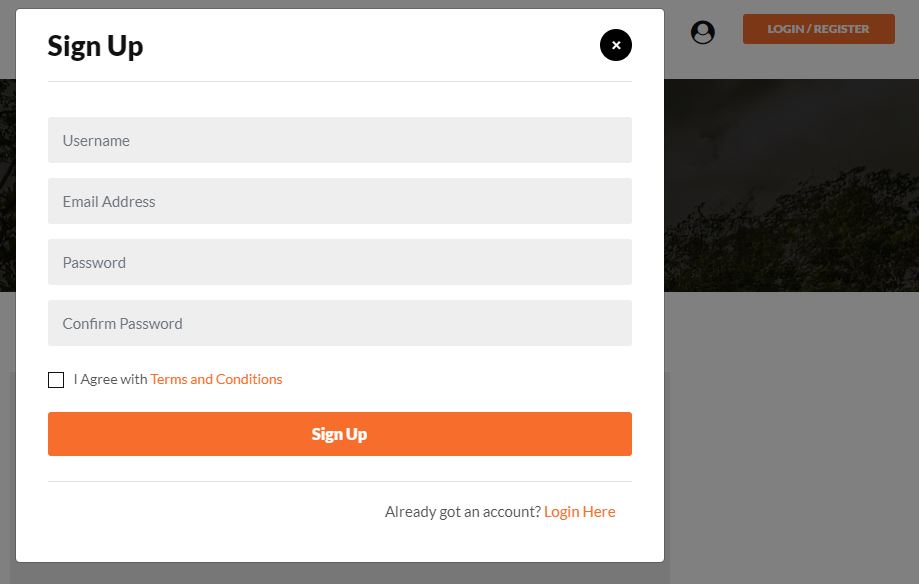 Sign Up
LOGIN / REGISTER
Username
Email Address
Password
Confirm Password
I Agree with Terms and Conditions
Sign Up
Already got an account? Login Here